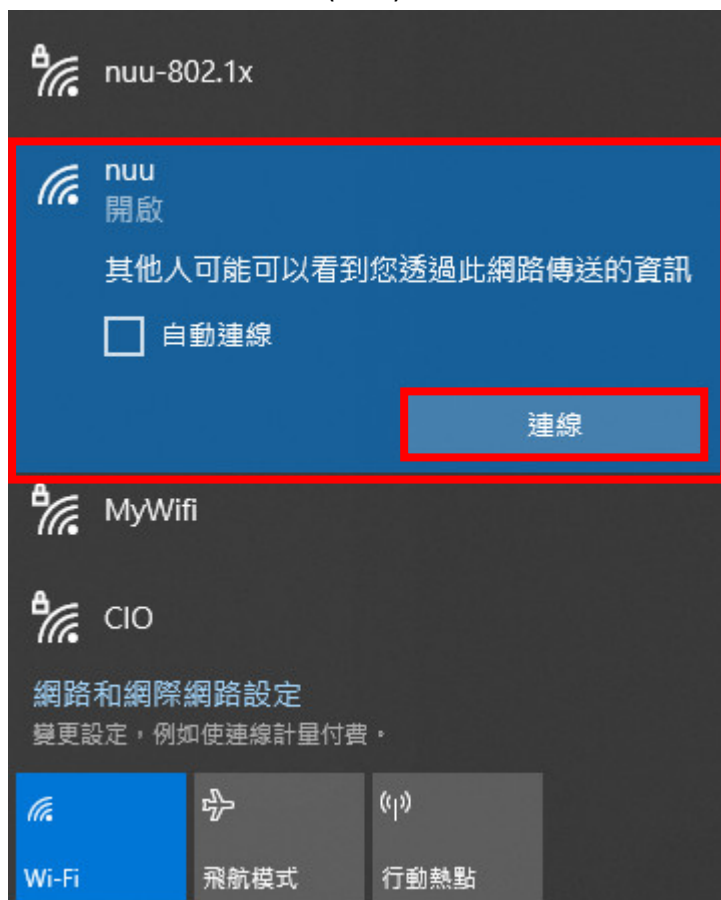 nuu-802.1x
nuu
開啟
其他人可能可以看到您透過此網路傳送的資訊
自動連線
連線
MyWifi
CIO
網路和網際網路設定
變更設定，例如使連線計量付費。
Wi-Fi
飛航模式
行動熱點